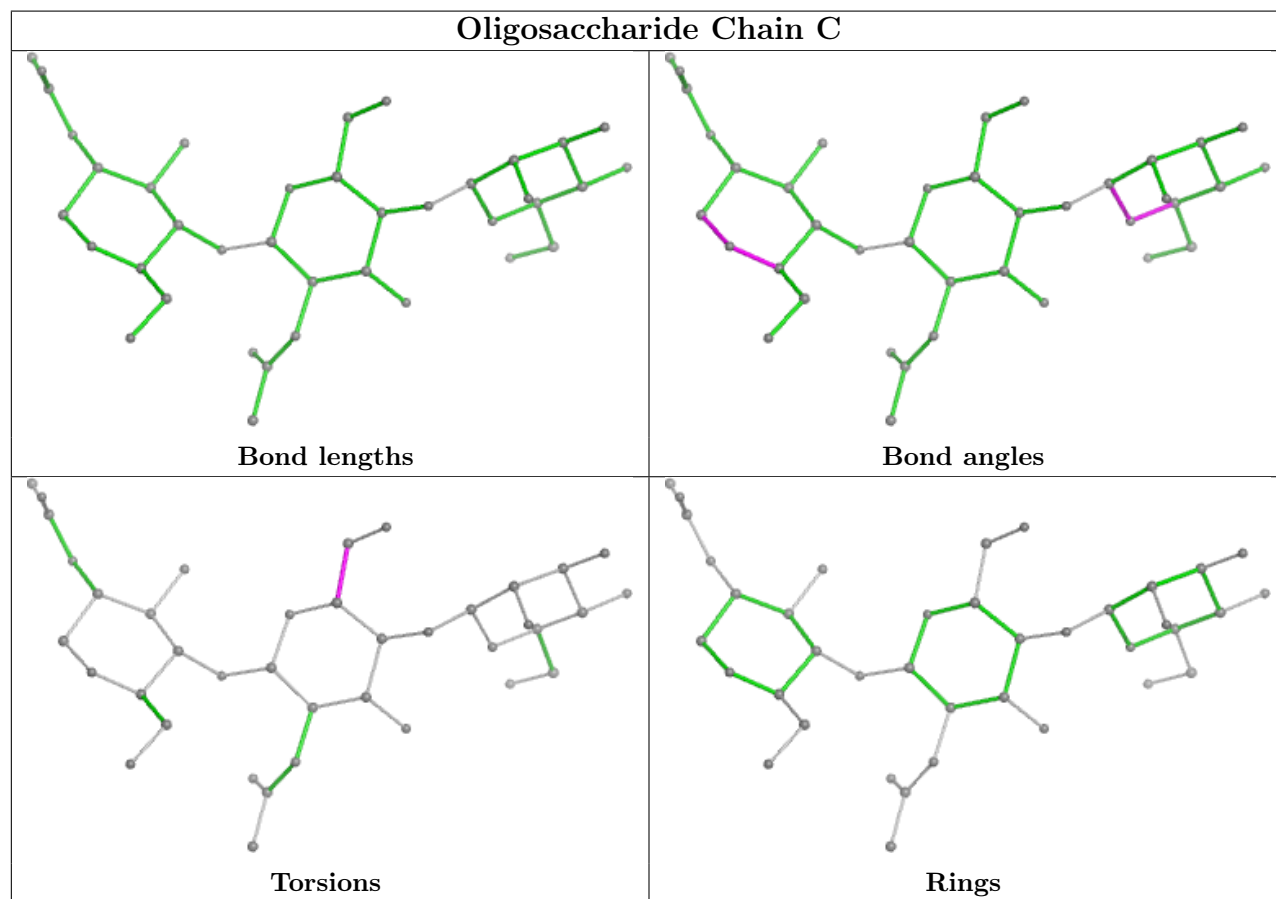 Oligosaccharide Chain C
Bond lengths
Bond angles
Torsions
Rings